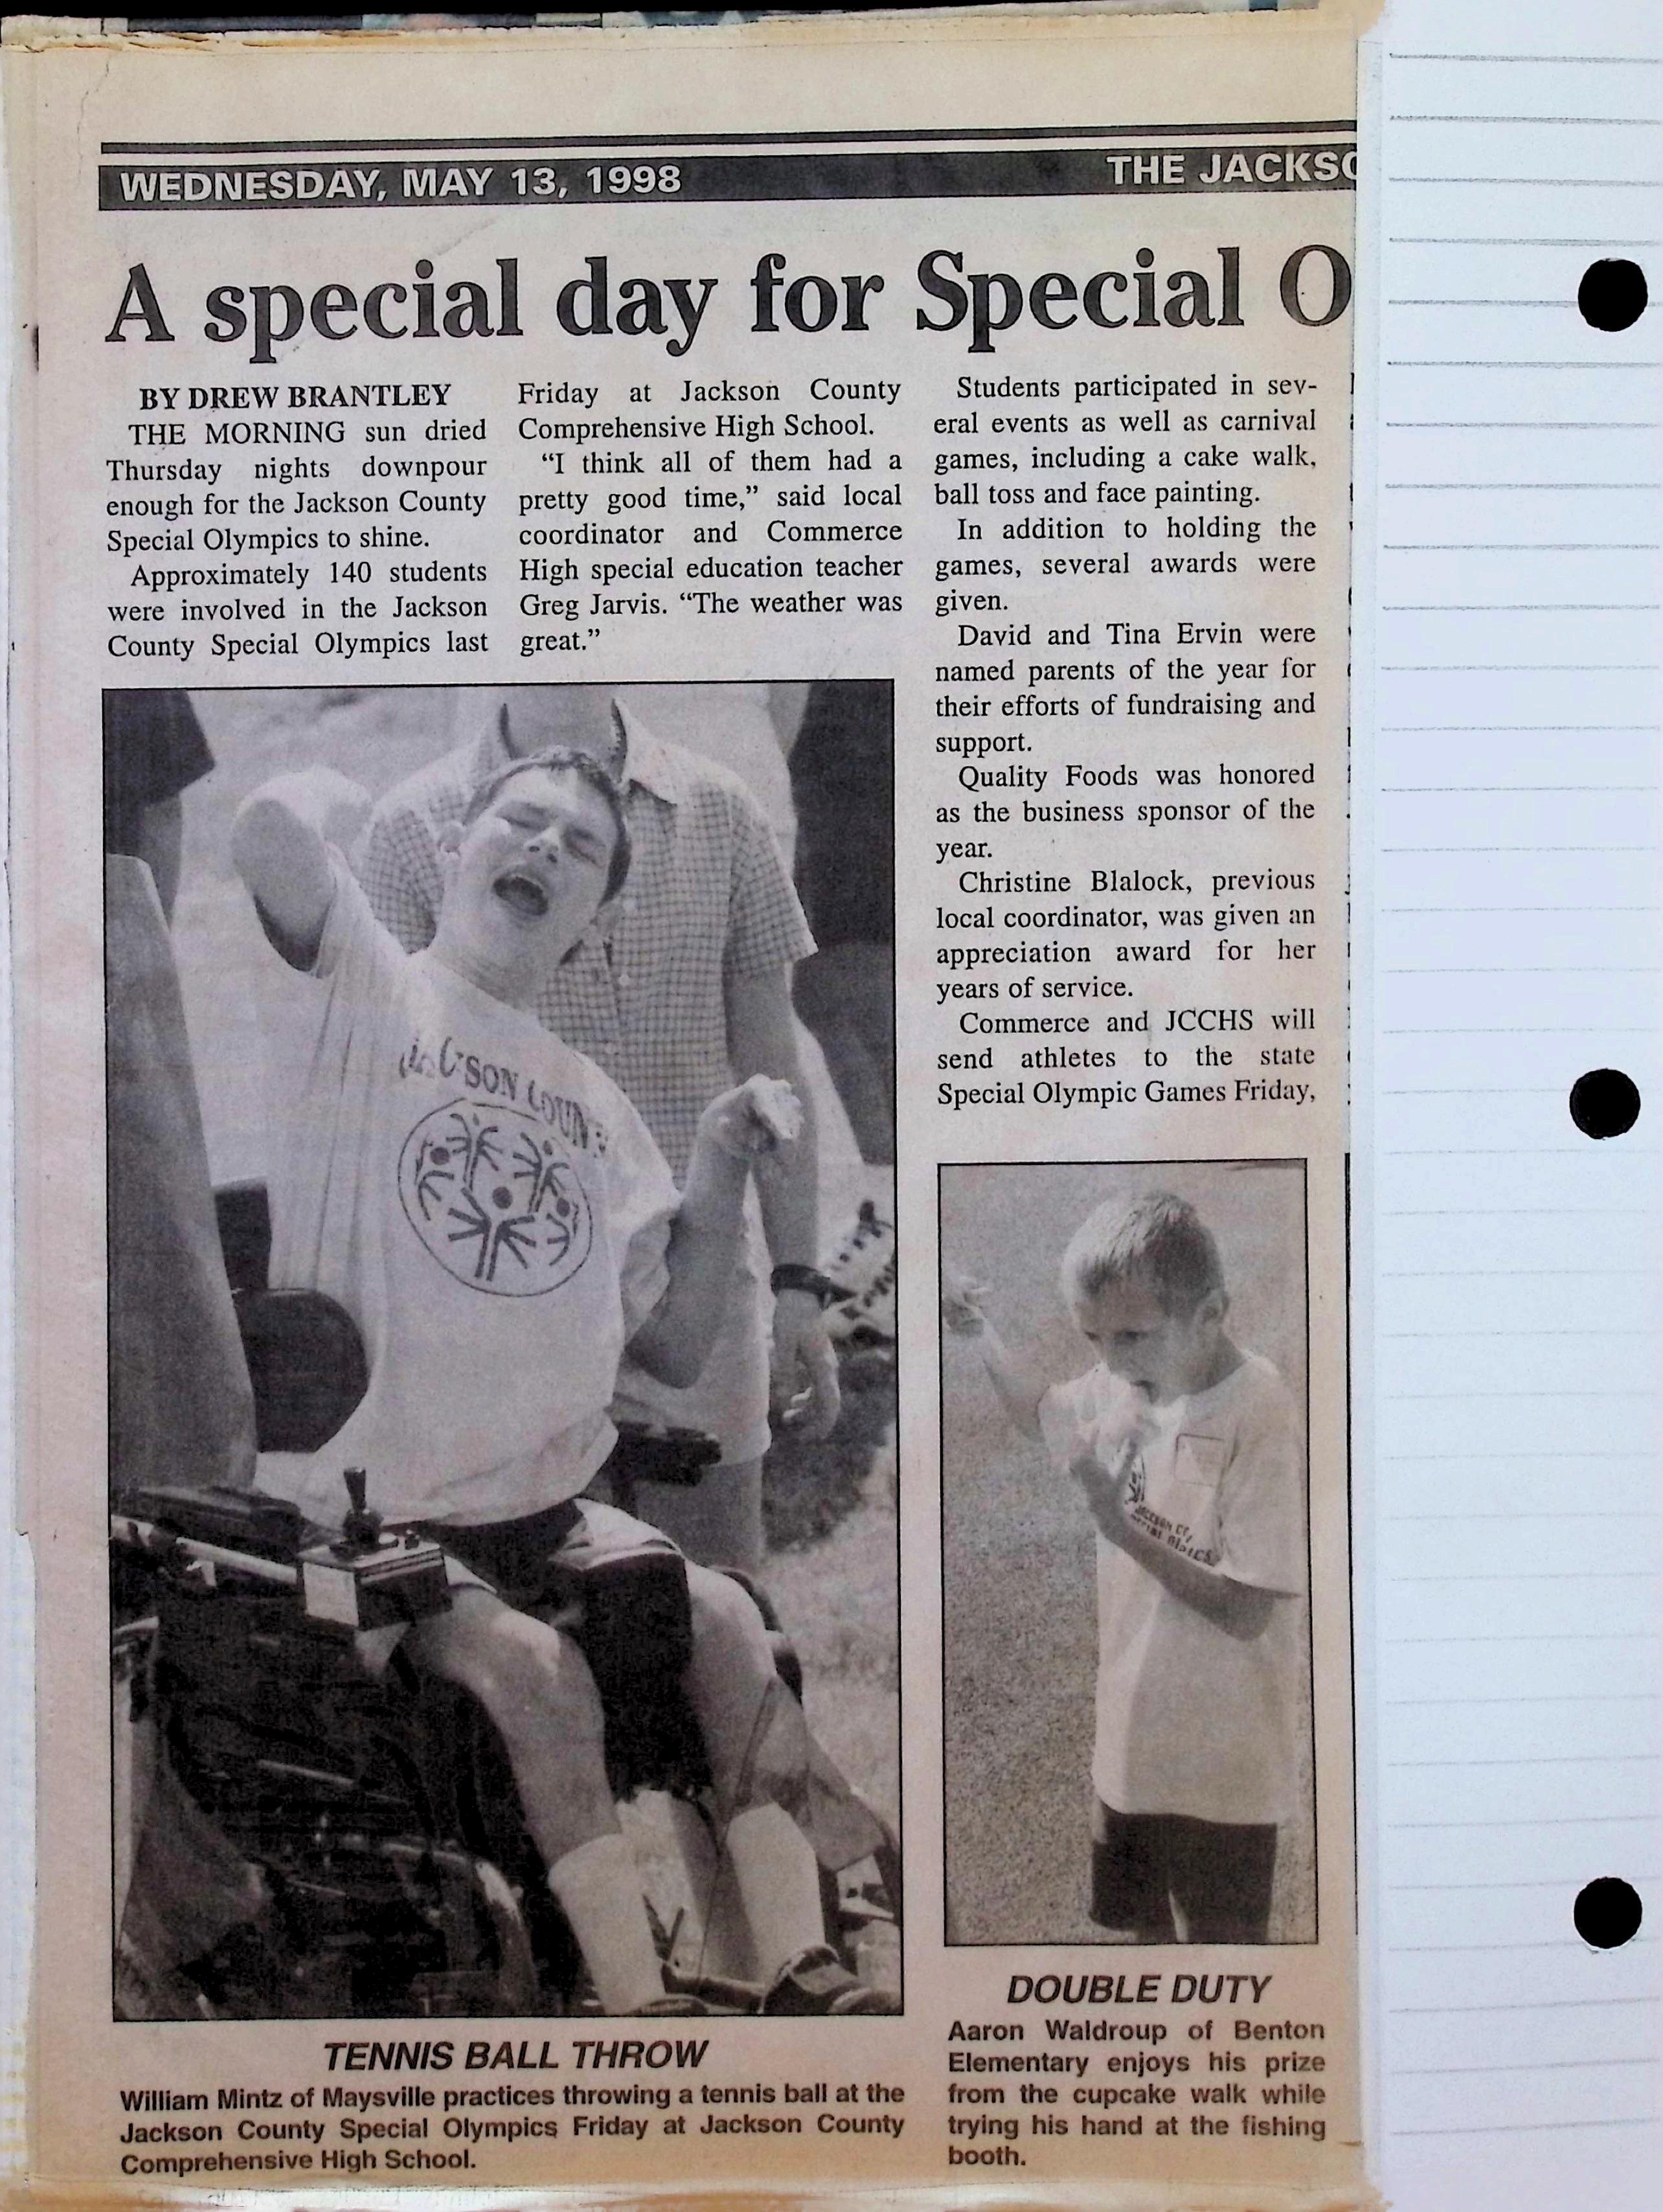 WEDNESDAY, MAY 13, 1998
THE JACKSO
A special day for Special O
BY DREW BRANTLEY
THE MORNING sun dried
Thursday nights downpour
enough for the Jackson County
Special Olympics to shine.
Approximately 140 students
were involved in the Jackson
County Special Olympics last
Friday at Jackson County
Comprehensive High School.
“I think all of them had a
pretty good time,” said local
coordinator and Commerce
High special education teacher
Greg Jarvis. “The weather was
great.”
Students participated in sev-
eral events as well as carnival
games, including a cake walk,
ball toss and face painting.
In addition to holding the
games, several awards were
given.
David and Tina Ervin were
named parents of the year for
their efforts of fundraising and
support.
Quality Foods was honored
as the business sponsor of the
year.
Christine Blalock, previous
local coordinator, was given an
appreciation award for her
years of service.
Commerce and JCCHS will
send athletes to the state
Special Olympic Games Friday,
JACKSON COUN
JACKSON CT.
TENNIS BALL THROW
William Mintz of Maysville practices throwing a tennis ball at the
Jackson County Special Olympics Friday at Jackson County
Comprehensive High School.
DOUBLE DUTY
Aaron Waldroup of Benton
Elementary enjoys his prize
from the cupcake walk while
trying his hand at the fishing
booth.